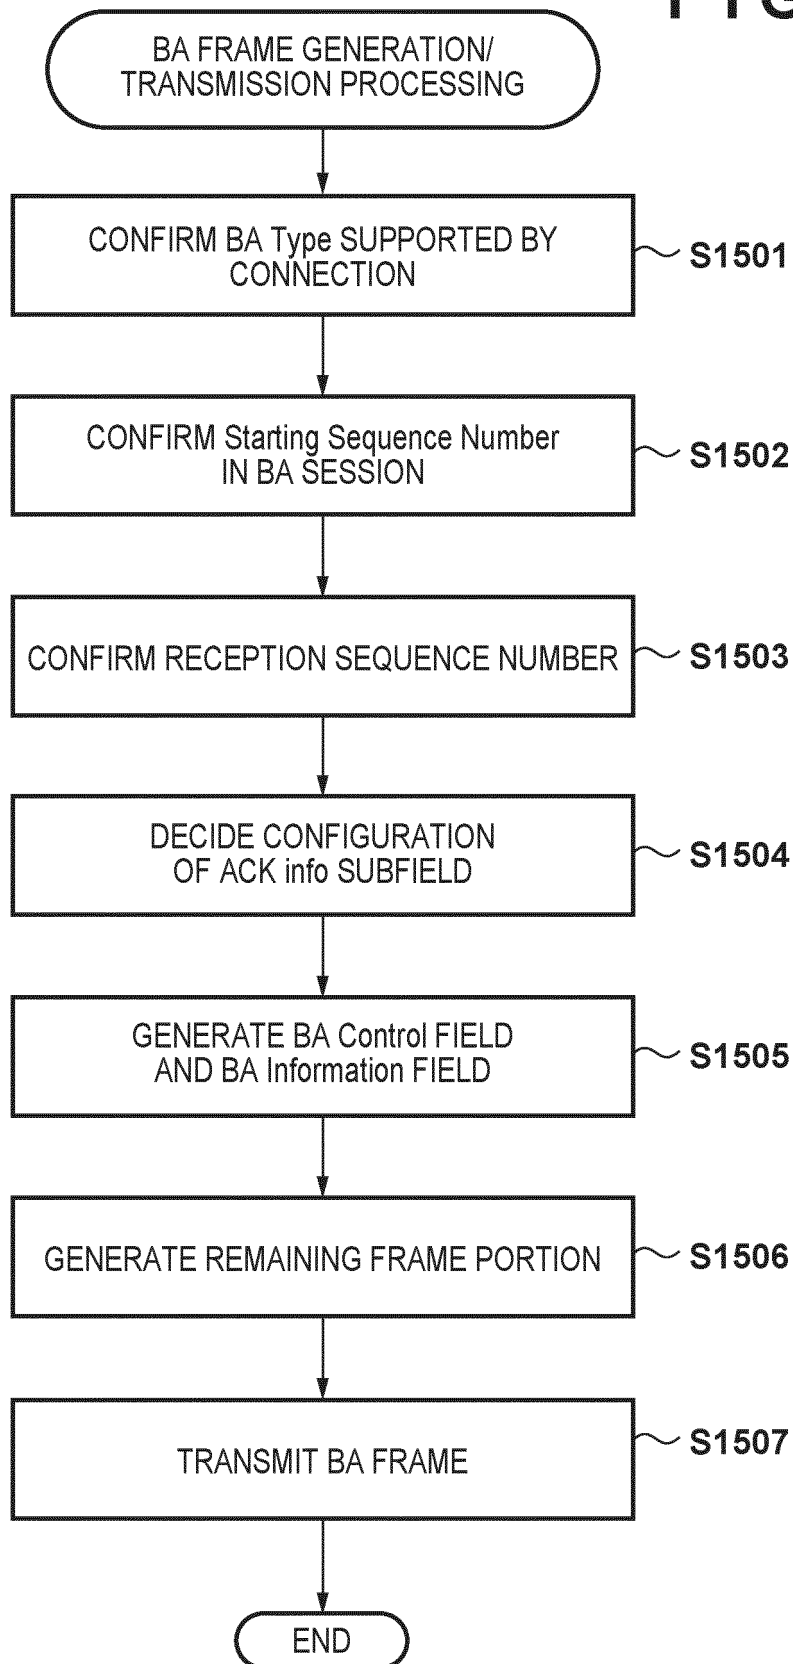 BA FRAME GENERATION/
TRANSMISSION PROCESSING
CONFIRM BA Type SUPPORTED BY
CONNECTION
S1501
CONFIRM Starting Sequence Number
IN BA SESSION
S1502
CONFIRM RECEPTION SEQUENCE NUMBER
S1503
DECIDE CONFIGURATION
OF ACK info SUBFIELD
S1504
GENERATE BA Control FIELD
AND BA Information FIELD
S1505
GENERATE REMAINING FRAME PORTION
S1506
TRANSMIT BA FRAME
S1507
END